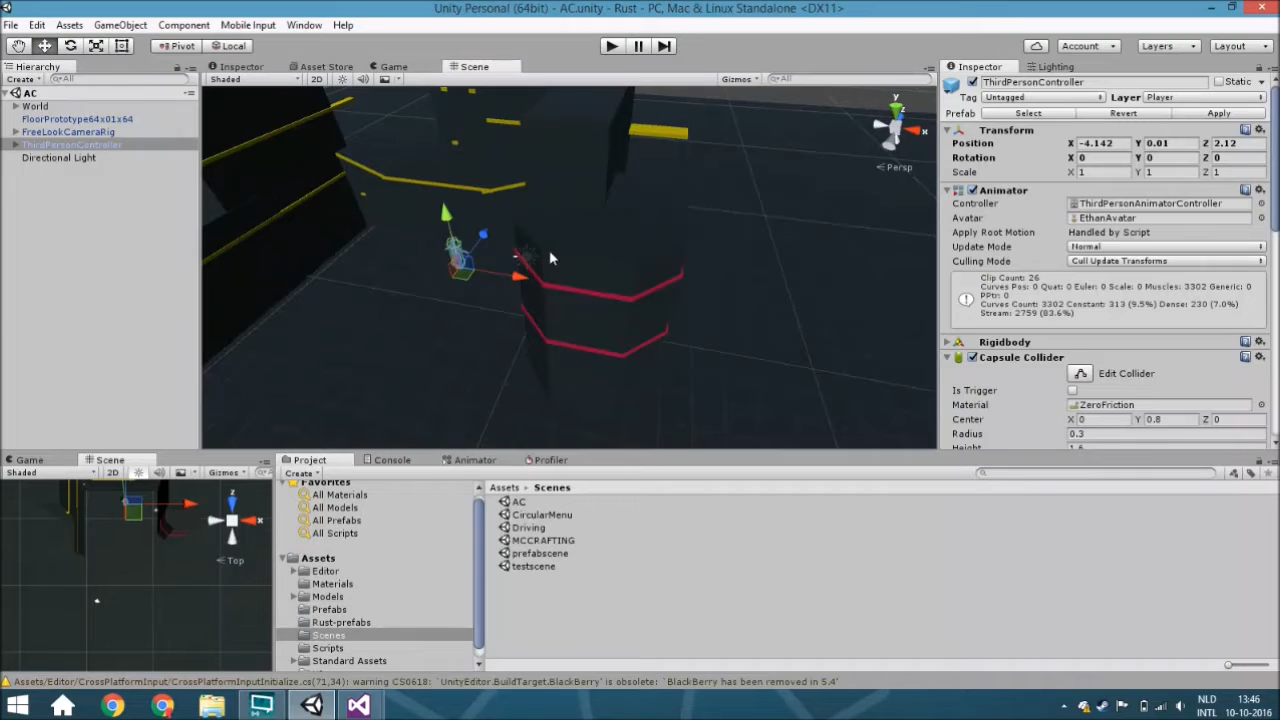 Unity Personal (64bit) - AC.unity - Rust - PC, Mac & Linux Standalone <DX11>
File Edit Assets GameObject Component Mobile Input Window Help
Pivot Local Account Layers Layout
Hierarchy Inspector Asset Store Game Scene Inspector Lighting
Create All Shaded 2D Gizmos All
AC
World
FloorPrototype64x01x64
FreeLookCameraRig
ThirdPersonController
Directional Light
y
z
x
Persp
ThirdPersonController Static
Tag Untagged Layer Player
Prefab Select Revert Apply
Transform
Position X -4.142 Y 0.01 Z 2.12
Rotation X 0 Y 0 Z 0
Scale X 1 Y 1 Z 1
Animator
Controller ThirdPersonAnimatorController
Avatar EthanAvatar
Apply Root Motion Handled by Script
Update Mode Normal
Culling Mode Cull Update Transforms
Clip Count: 26
Curves Pos: 0 Quat: 0 Euler: 0 Scale: 0 Muscles: 3302 Generic: 0
PPtr: 0
Curves Count: 3302 Constant: 313 (9.5%) Dense: 230 (7.0%)
Stream: 2759 (83.6%)
Rigidbody
Capsule Collider
Edit Collider
Is Trigger
Material ZeroFriction
Center X 0 Y 0.8 Z 0
Radius 0.3
Game Scene Project Console Animator Profiler
Shaded 2D Gizmos Create
z
x
Top
Favorites
All Materials
All Models
All Prefabs
All Scripts
Assets
Editor
Materials
Models
Prefabs
Rust-prefabs
Scenes
Scripts
Standard Assets
Assets Scenes
AC
CircularMenu
Driving
MCCRAFTING
prefabscene
testscene
Assets/Editor/CrossPlatformInput/CrossPlatformInputInitialize.cs(71,34): warning CS0618: `UnityEditor.BuildTarget.BlackBerry' is obsolete: `BlackBerry has been removed in 5.4'
NLD 13:46
INTL 10-10-2016